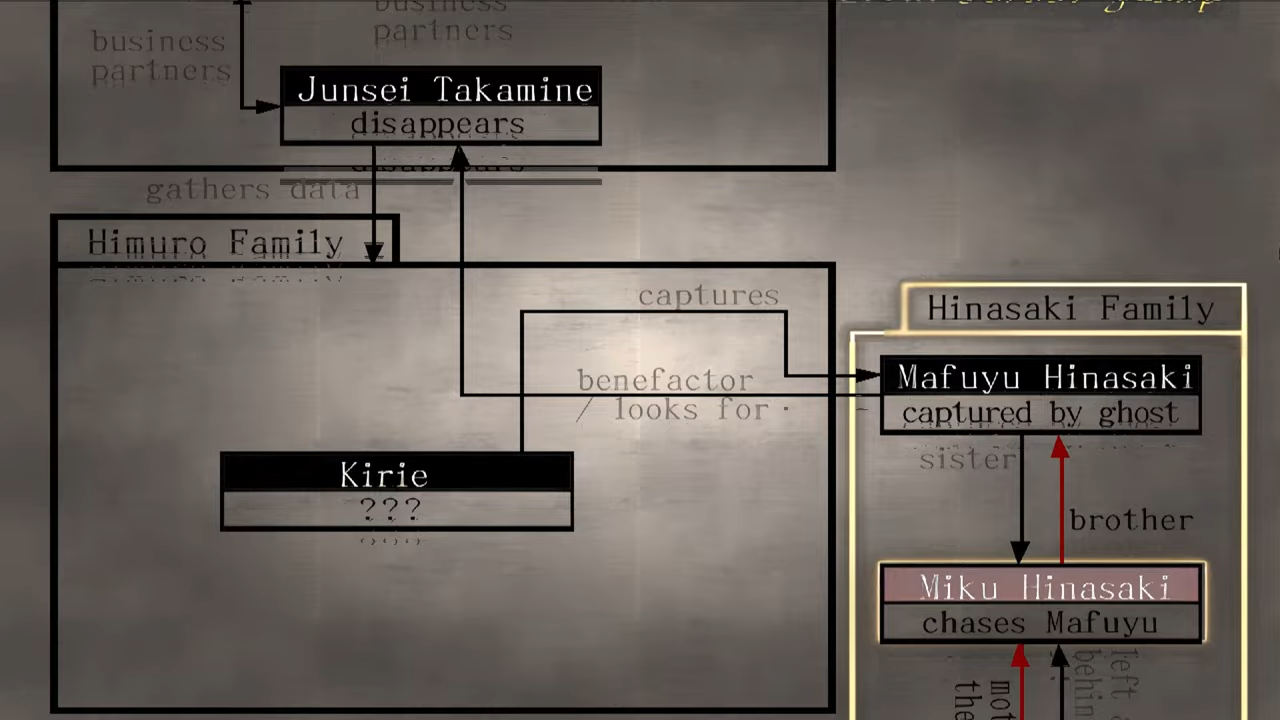 business
partners
business
partners
Junsei Takamine
disappears
gathers data
Himuro Family
captures
Hinasaki Family
benefactor
/ looks for
Mafuyu Hinasaki
captured by ghost
Kirie
???
sister
brother
Miku Hinasaki
chases Mafuyu
left